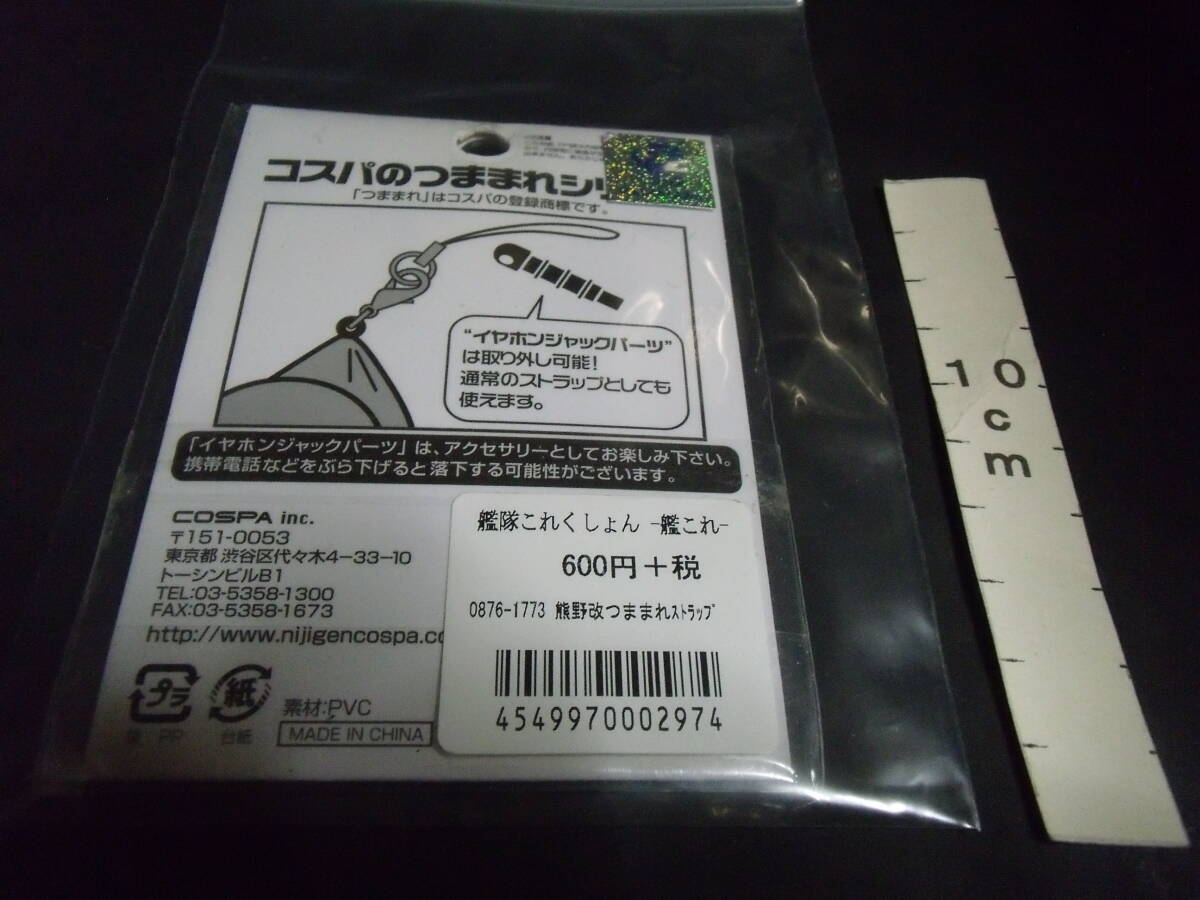 コスパのつままれシリ
「つままれ」はコスパの登録商標です。
“イヤホンジャックパーツ”
は取り外し可能!
通常のストラップとしても
使えます。
「イヤホンジャックパーツ」は、アクセサリーとしてお楽しみ下さい。
携帯電話などをぶら下げると落下する可能性がございます。
COSPA inc.
〒151-0053
東京都 渋谷区代々木4-33-10
トーシンビルB1
TEL:03-5358-1300
FAX:03-5358-1673
http://www.nijigencospa.co
プラ
紙
袋:PP
台紙
素材:PVC
MADE IN CHINA
艦隊これくしょん -艦これ-
600円+税
0876-1773 熊野改つままれストラップ
4549970002974
10
cm